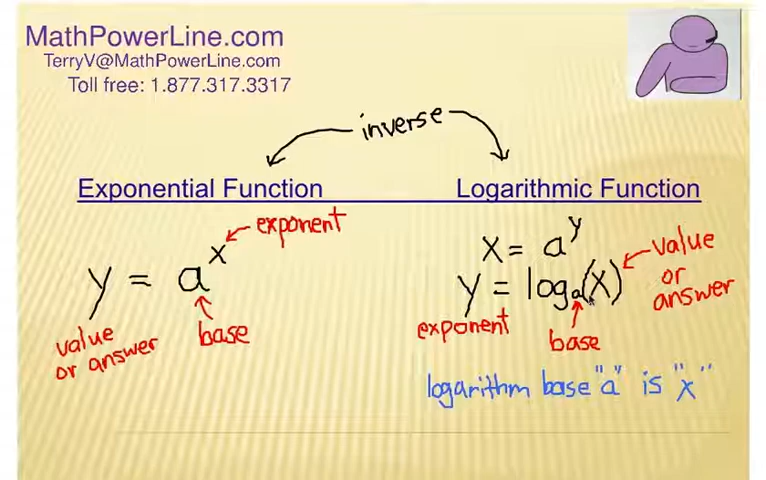 MathPowerLine.com
TerryV@MathPowerLine.com
Toll free: 1.877.317.3317
inverse
Exponential Function
y = a^x
exponent
base
value
or answer
Logarithmic Function
x = a^y
y = log_a(x)
value
or
answer
exponent
base
logarithm base "a" is "x"